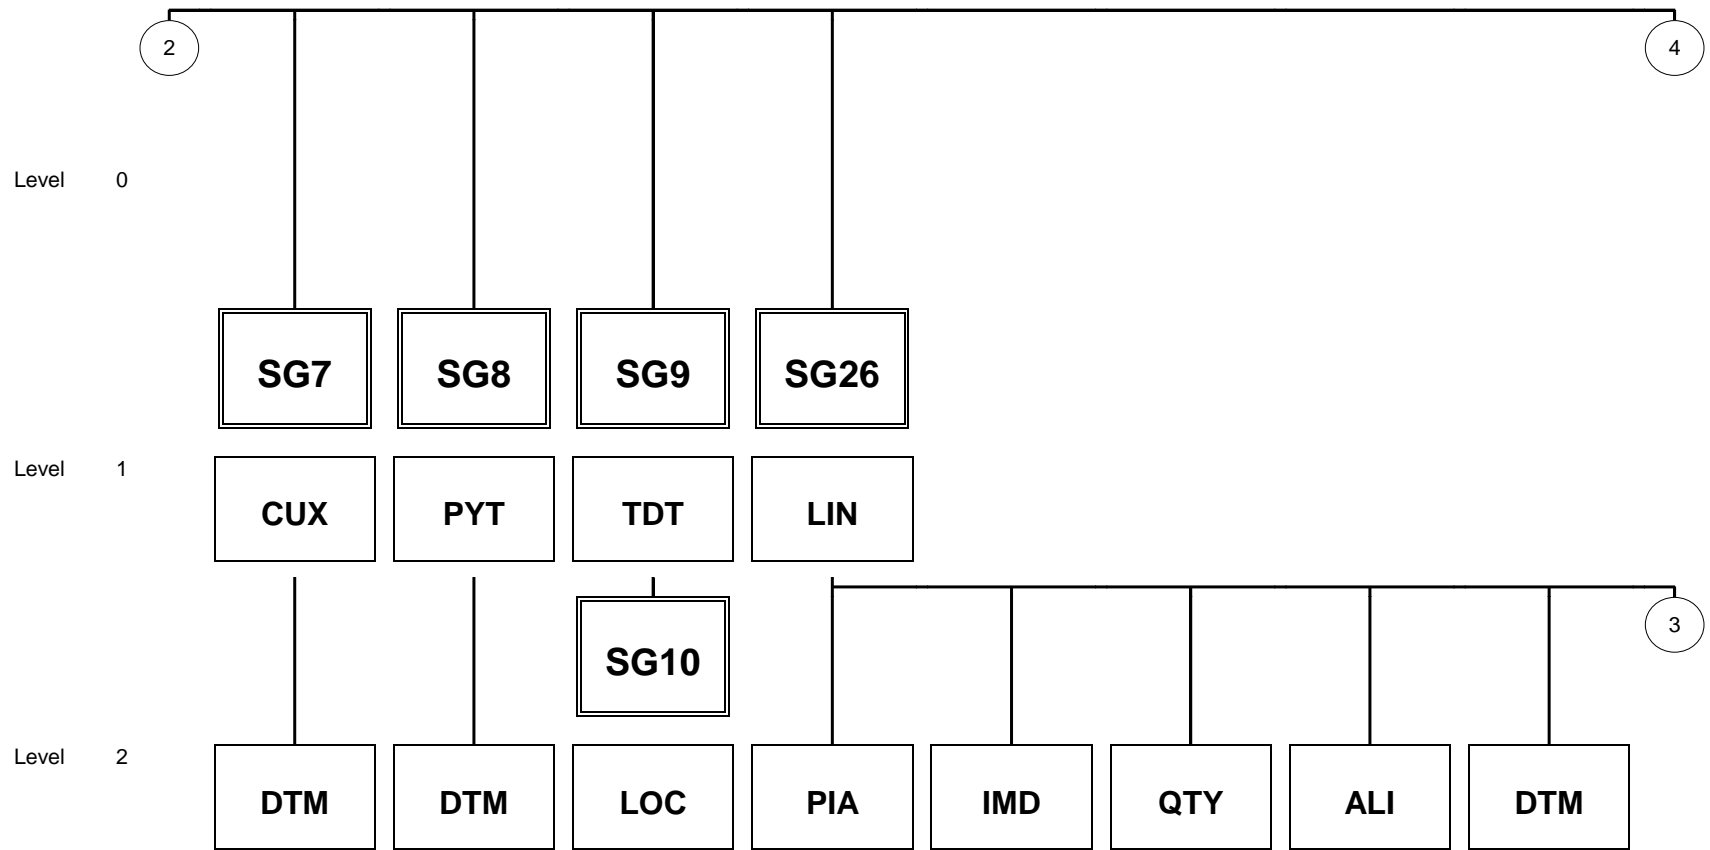 2 4
Level 0
SG7 SG8 SG9 SG26
Level 1
CUX PYT TDT LIN
3
SG10
Level 2
DTM DTM LOC PIA IMD QTY ALI DTM